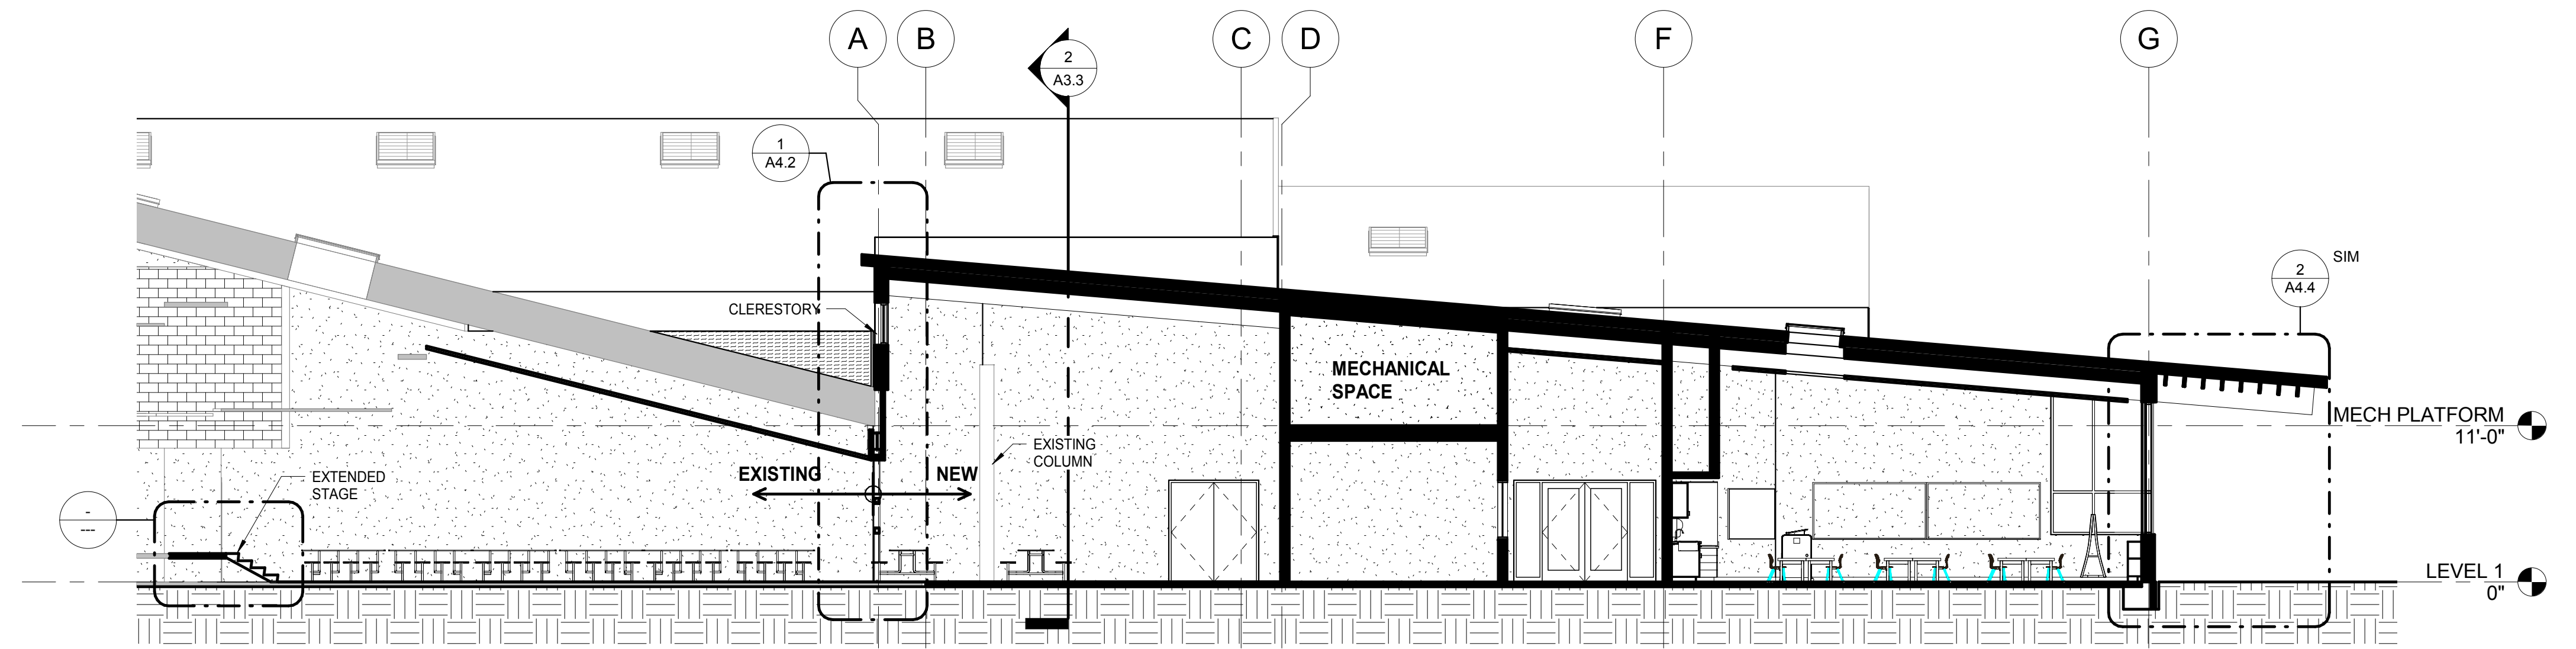 A
B
C
D
F
G
2
A3.3
1
A4.2
2
A4.4
SIM
CLERESTORY
MECHANICAL
SPACE
MECH PLATFORM
11'-0"
EXISTING
COLUMN
EXISTING
NEW
EXTENDED
STAGE
-
---
LEVEL 1
0"